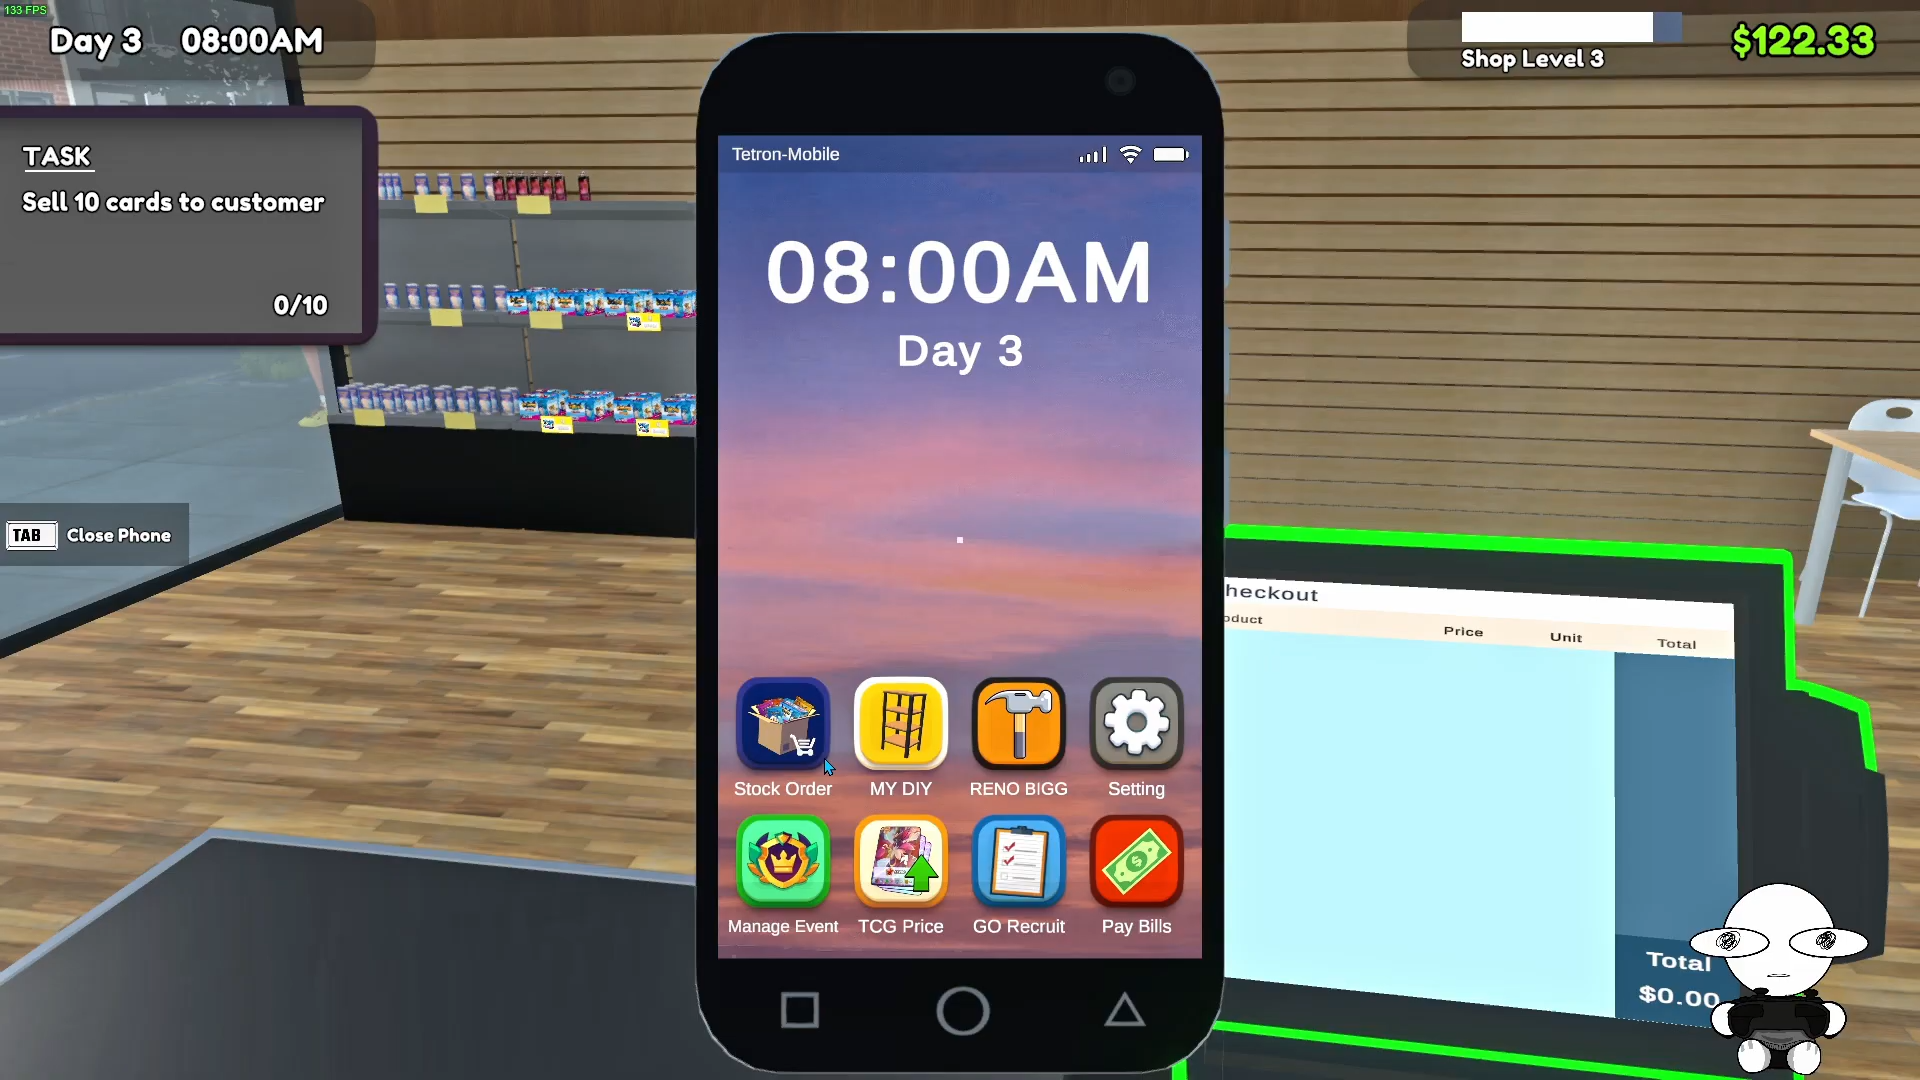 133 FPS
Day 3 08:00AM
Shop Level 3
$122.33
TASK
Sell 10 cards to customer
0/10
TAB Close Phone
Tetron-Mobile
08:00AM
Day 3
Stock Order
MY DIY
RENO BIGG
Setting
Manage Event
TCG Price
GO Recruit
Pay Bills
heckout
oduct Price Unit Total
Total
$0.00